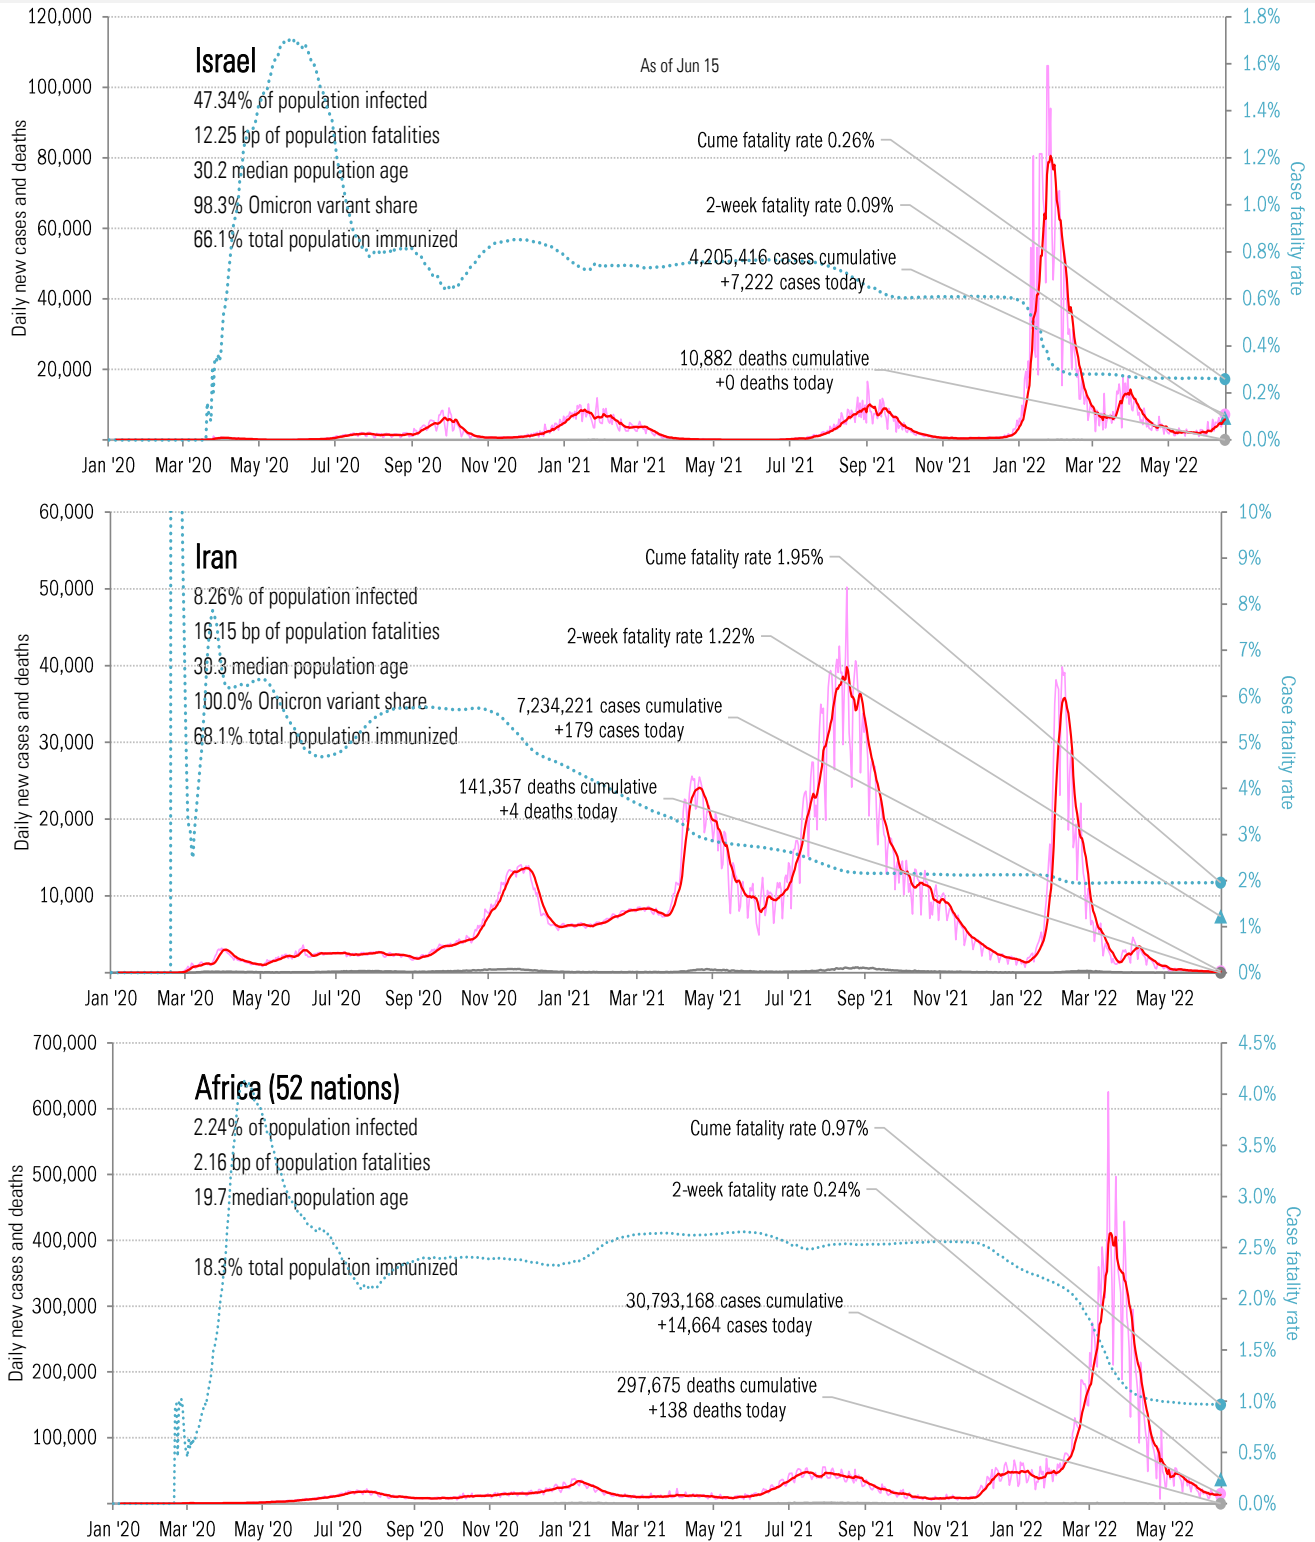 120,000
100,000
80,000
60,000
40,000
20,000
-
Daily new cases and deaths
Israel
47.34% of population infected
12.25 bp of population fatalities
30.2 median population age
98.3% Omicron variant share
66.1% total population immunized
As of Jun 15
Cume fatality rate 0.26%
2-week fatality rate 0.09%
4,205,416 cases cumulative
+7,222 cases today
10,882 deaths cumulative
+0 deaths today
1.8%
1.6%
1.4%
1.2%
1.0%
0.8%
0.6%
0.4%
0.2%
0.0%
Case fatality rate
Jan '20 Mar '20 May '20 Jul '20 Sep '20 Nov '20 Jan '21 Mar '21 May '21 Jul '21 Sep '21 Nov '21 Jan '22 Mar '22 May '22
60,000
50,000
40,000
30,000
20,000
10,000
-
Daily new cases and deaths
Iran
8.26% of population infected
16.15 bp of population fatalities
30.3 median population age
100.0% Omicron variant share
68.1% total population immunized
Cume fatality rate 1.95%
2-week fatality rate 1.22%
7,234,221 cases cumulative
+179 cases today
141,357 deaths cumulative
+4 deaths today
10%
9%
8%
7%
6%
5%
4%
3%
2%
1%
0%
Case fatality rate
Jan '20 Mar '20 May '20 Jul '20 Sep '20 Nov '20 Jan '21 Mar '21 May '21 Jul '21 Sep '21 Nov '21 Jan '22 Mar '22 May '22
700,000
600,000
500,000
400,000
300,000
200,000
100,000
-
Daily new cases and deaths
Africa (52 nations)
2.24% of population infected
2.16 bp of population fatalities
19.7 median population age
18.3% total population immunized
Cume fatality rate 0.97%
2-week fatality rate 0.24%
30,793,168 cases cumulative
+14,664 cases today
297,675 deaths cumulative
+138 deaths today
4.5%
4.0%
3.5%
3.0%
2.5%
2.0%
1.5%
1.0%
0.5%
0.0%
Case fatality rate
Jan '20 Mar '20 May '20 Jul '20 Sep '20 Nov '20 Jan '21 Mar '21 May '21 Jul '21 Sep '21 Nov '21 Jan '22 Mar '22 May '22